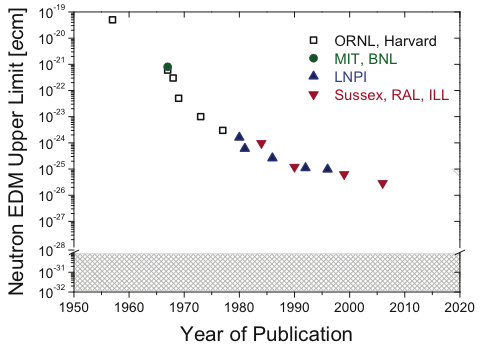 Neutron EDM Upper Limit [ecm]
10^-19
10^-20
10^-21
10^-22
10^-23
10^-24
10^-25
10^-26
10^-27
10^-28
10^-31
10^-32
ORNL, Harvard
MIT, BNL
LNPI
Sussex, RAL, ILL
1950 1960 1970 1980 1990 2000 2010 2020
Year of Publication